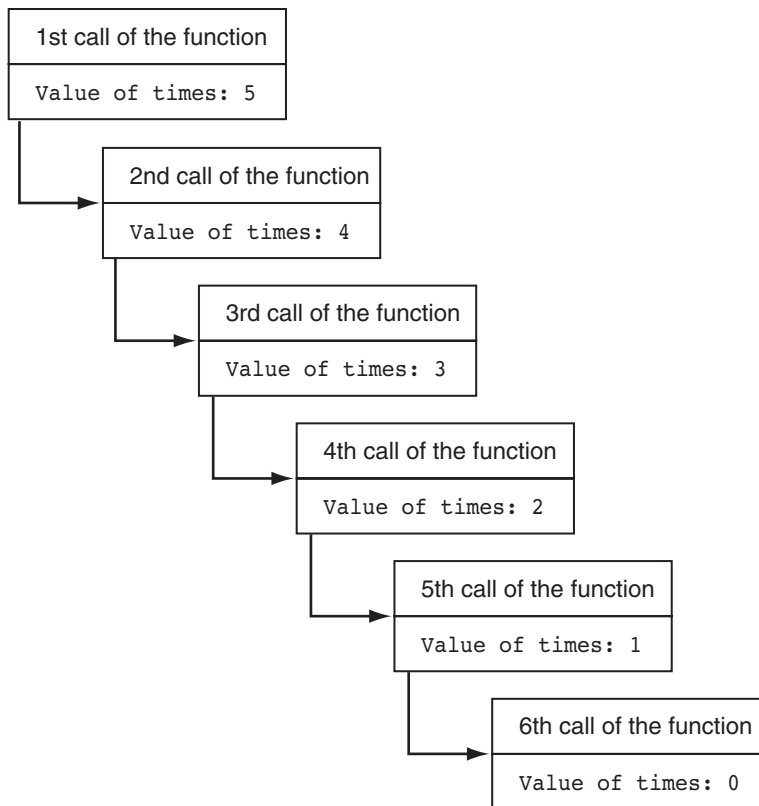 1st call of the function
Value of times: 5
2nd call of the function
Value of times: 4
3rd call of the function
Value of times: 3
4th call of the function
Value of times: 2
5th call of the function
Value of times: 1
6th call of the function
Value of times: 0